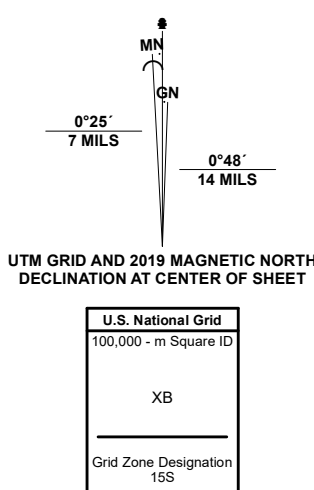 MN
GN
0°25´
7 MILS
0°48´
14 MILS
UTM GRID AND 2019 MAGNETIC NORTH
DECLINATION AT CENTER OF SHEET
U.S. National Grid
100,000 - m Square ID
XB
Grid Zone Designation
15S